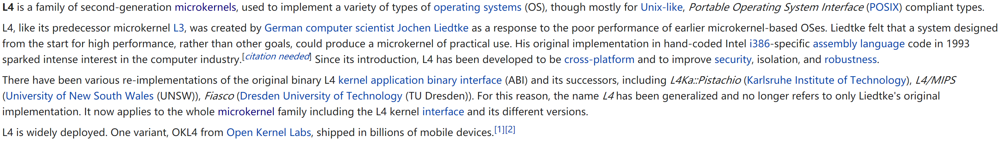 L4 is a family of second-generation microkernels, used to implement a variety of types of operating systems (OS), though mostly for Unix-like, Portable Operating System Interface (POSIX) compliant types.
L4, like its predecessor microkernel L3, was created by German computer scientist Jochen Liedtke as a response to the poor performance of earlier microkernel-based OSes. Liedtke felt that a system designed
from the start for high performance, rather than other goals, could produce a microkernel of practical use. His original implementation in hand-coded Intel i386-specific assembly language code in 1993
sparked intense interest in the computer industry.[citation needed] Since its introduction, L4 has been developed to be cross-platform and to improve security, isolation, and robustness.
There have been various re-implementations of the original binary L4 kernel application binary interface (ABI) and its successors, including L4Ka::Pistachio (Karlsruhe Institute of Technology), L4/MIPS
(University of New South Wales (UNSW)), Fiasco (Dresden University of Technology (TU Dresden)). For this reason, the name L4 has been generalized and no longer refers to only Liedtke's original
implementation. It now applies to the whole microkernel family including the L4 kernel interface and its different versions.
L4 is widely deployed. One variant, OKL4 from Open Kernel Labs, shipped in billions of mobile devices.[1][2]